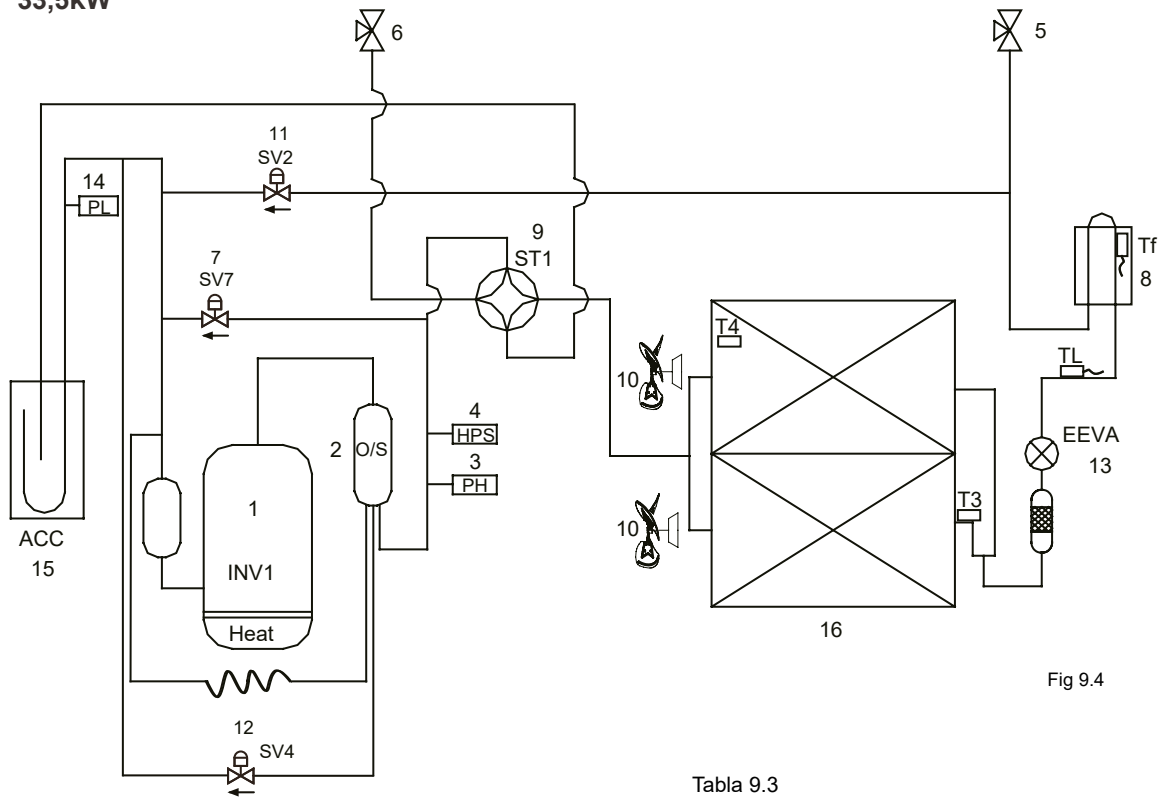 33,5kW
6
5
11
SV2
14
PL
9
ST1
Tf
8
7
SV7
T4
TL
10
4
HPS
2
O/S
3
PH
EEVA
13
1
T3
10
ACC
15
INV1
Heat
16
Fig 9.4
12
SV4
Tabla 9.3